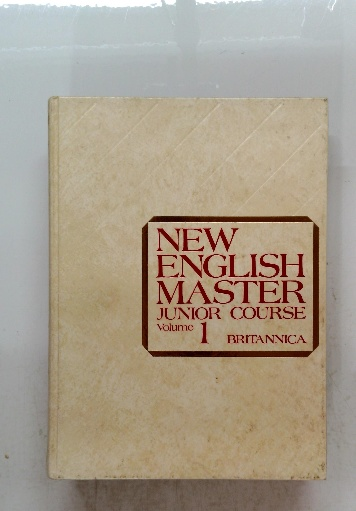 NEW
ENGLISH
MASTER
JUNIOR COURSE
Volume 1
BRITANNICA